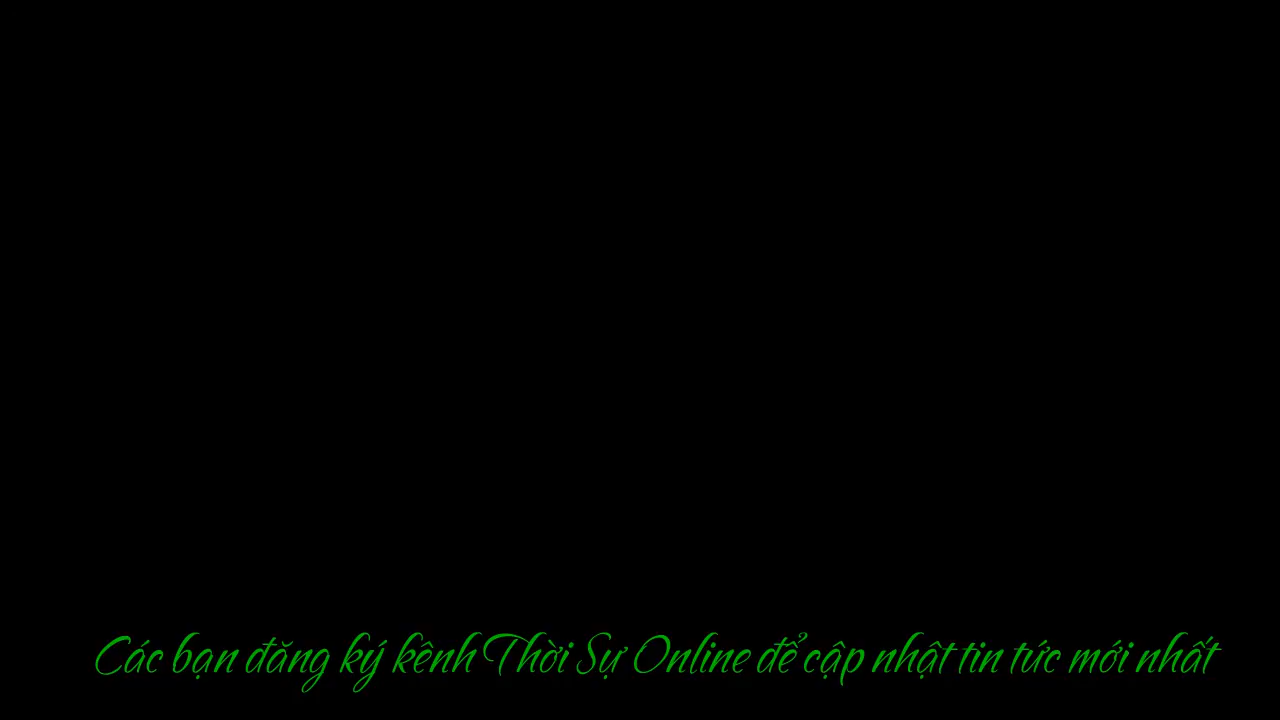 Các bạn đăng ký kênh Thời Sự Online để cập nhật tin tức mới nhất